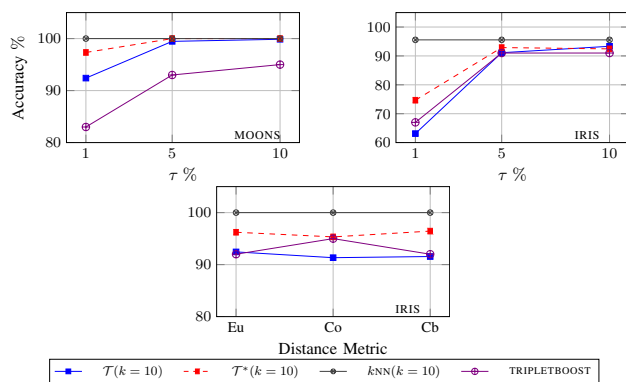 Accuracy %
100
90
80
1
5
10
MOONS
τ %
90
80
70
60
1
5
10
IRIS
τ %
100
90
80
Eu
Co
Cb
IRIS
Distance Metric
𝒯(k = 10)
𝒯*(k = 10)
kNN(k = 10)
TRIPLETBOOST